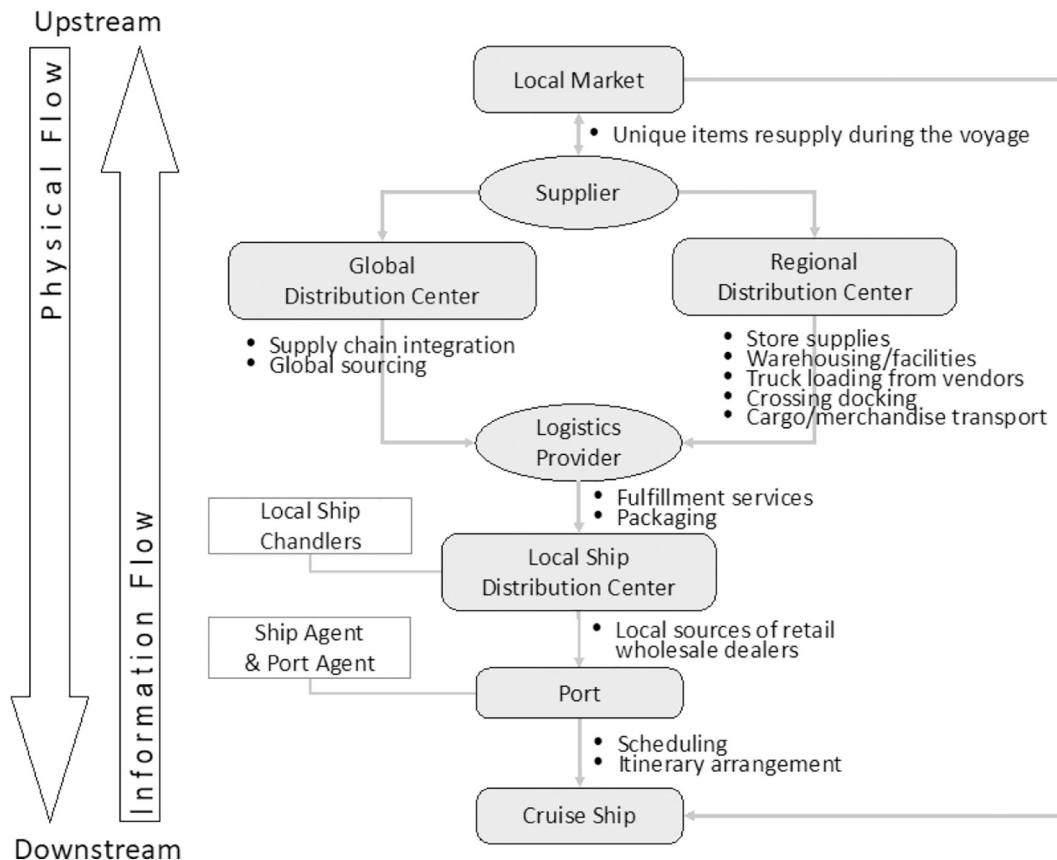 Upstream
Physical Flow
Information Flow
Downstream
Local Market
• Unique items resupply during the voyage
Supplier
Global
Distribution Center
• Supply chain integration
• Global sourcing
Regional
Distribution Center
• Store supplies
• Warehousing/facilities
• Truck loading from vendors
• Crossing docking
• Cargo/merchandise transport
Logistics
Provider
• Fulfillment services
• Packaging
Local Ship
Chandlers
Local Ship
Distribution Center
• Local sources of retail
wholesale dealers
Ship Agent
& Port Agent
Port
• Scheduling
• Itinerary arrangement
Cruise Ship